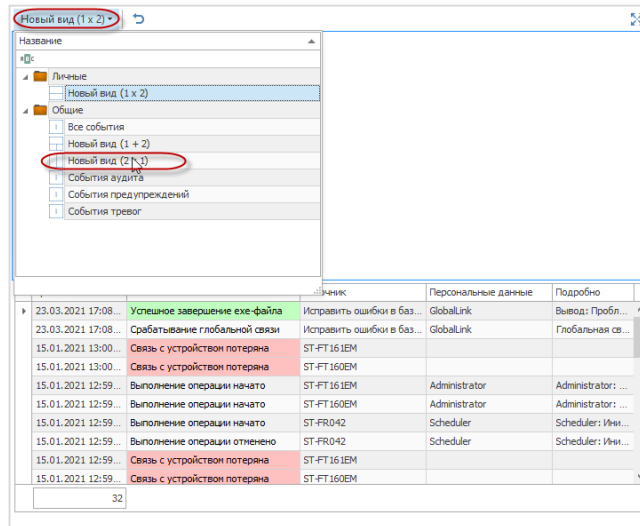 Новый вид (1 x 2)
Название
Личные
Новый вид (1 x 2)
Общие
Все события
Новый вид (1 + 2)
Новый вид (2 1)
События аудита
События предупреждений
События тревог
Персональные данные Подробно
23.03.2021 17:08... Успешное завершение exe-файла Исправить ошибки в баз... GlobalLink Вывод: Пробл...
23.03.2021 17:08... Срабатывание глобальной связи Исправить ошибки в баз... GlobalLink Глобальная св...
15.01.2021 13:00... Связь с устройством потеряна ST-FT161EM
15.01.2021 13:00... Связь с устройством потеряна ST-FT160EM
15.01.2021 12:59... Выполнение операции начато ST-FT161EM Administrator Administrator: ...
15.01.2021 12:59... Выполнение операции начато ST-FT160EM Administrator Administrator: ...
15.01.2021 12:59... Выполнение операции начато ST-FR042 Scheduler Scheduler: Ини...
15.01.2021 12:59... Выполнение операции отменено ST-FR042 Scheduler Scheduler: Ини...
15.01.2021 12:59... Связь с устройством потеряна ST-FT161EM
15.01.2021 12:59... Связь с устройством потеряна ST-FT160EM
32